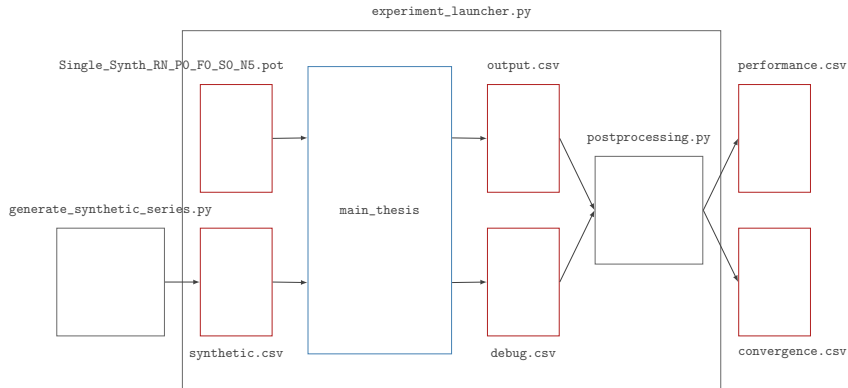 experiment_launcher.py
Single_Synth_RN_P0_F0_S0_N5.pot
output.csv
performance.csv
postprocessing.py
generate_synthetic_series.py
main_thesis
synthetic.csv
debug.csv
convergence.csv